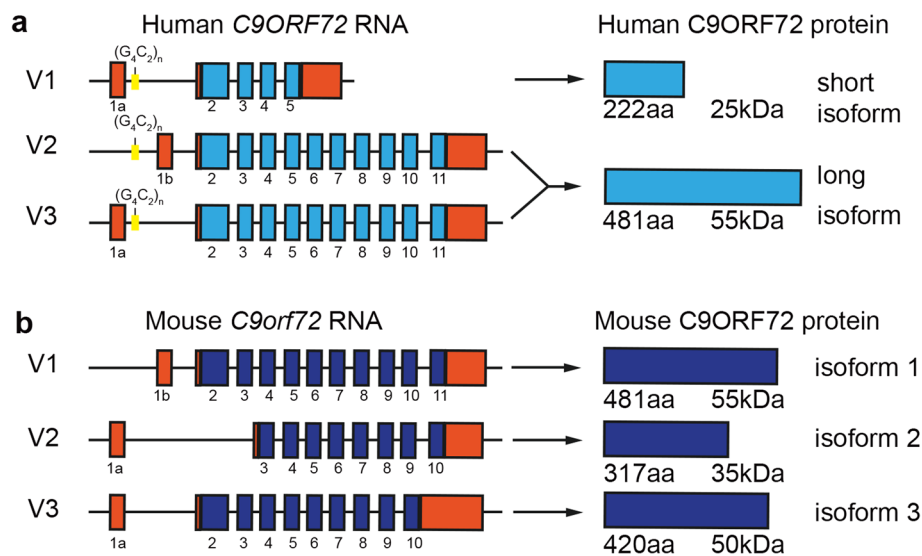 a
Human C9ORF72 RNA
Human C9ORF72 protein
V1
(G4C2)n
1a
2 3 4 5
222aa 25kDa
short
isoform
V2
(G4C2)n
1b
2 3 4 5 6 7 8 9 10 11
V3
(G4C2)n
1a
2 3 4 5 6 7 8 9 10 11
481aa 55kDa
long
isoform
b
Mouse C9orf72 RNA
Mouse C9ORF72 protein
V1
1b 2 3 4 5 6 7 8 9 10 11
481aa 55kDa
isoform 1
V2
1a 3 4 5 6 7 8 9 10
317aa 35kDa
isoform 2
V3
1a 2 3 4 5 6 7 8 9 10
420aa 50kDa
isoform 3